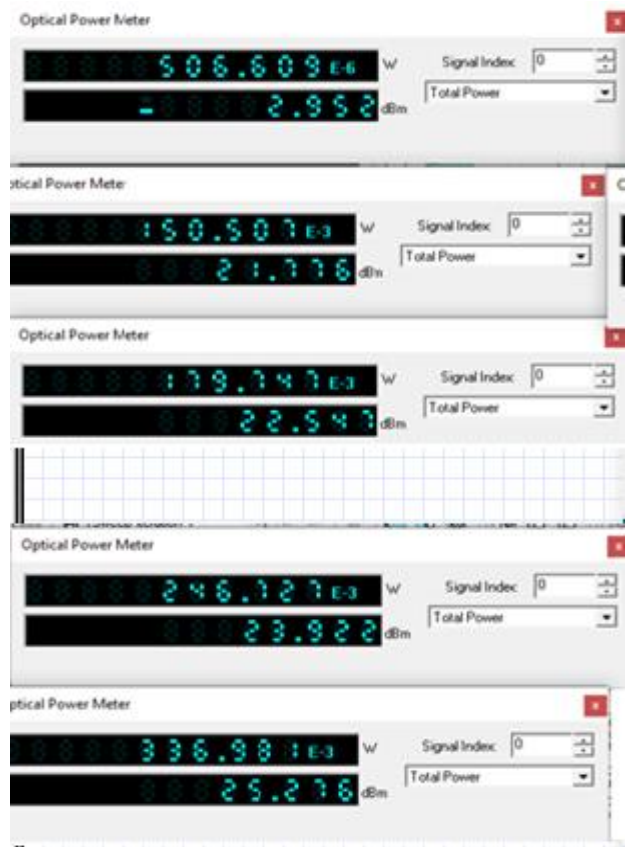 Optical Power Meter
506.609 E-6 W Signal Index: 0
- 2.952 dBm Total Power
ptical Power Mete
150.507 E-3 W Signal Index: 0
21.776 dBm Total Power
Optical Power Meter
179.747 E-3 W Signal Index: 0
22.547 dBm Total Power
Optical Power Meter
246.727 E-3 W Signal Index: 0
23.922 dBm Total Power
ptical Power Meter
336.981 E-3 W Signal Index: 0
25.276 dBm Total Power